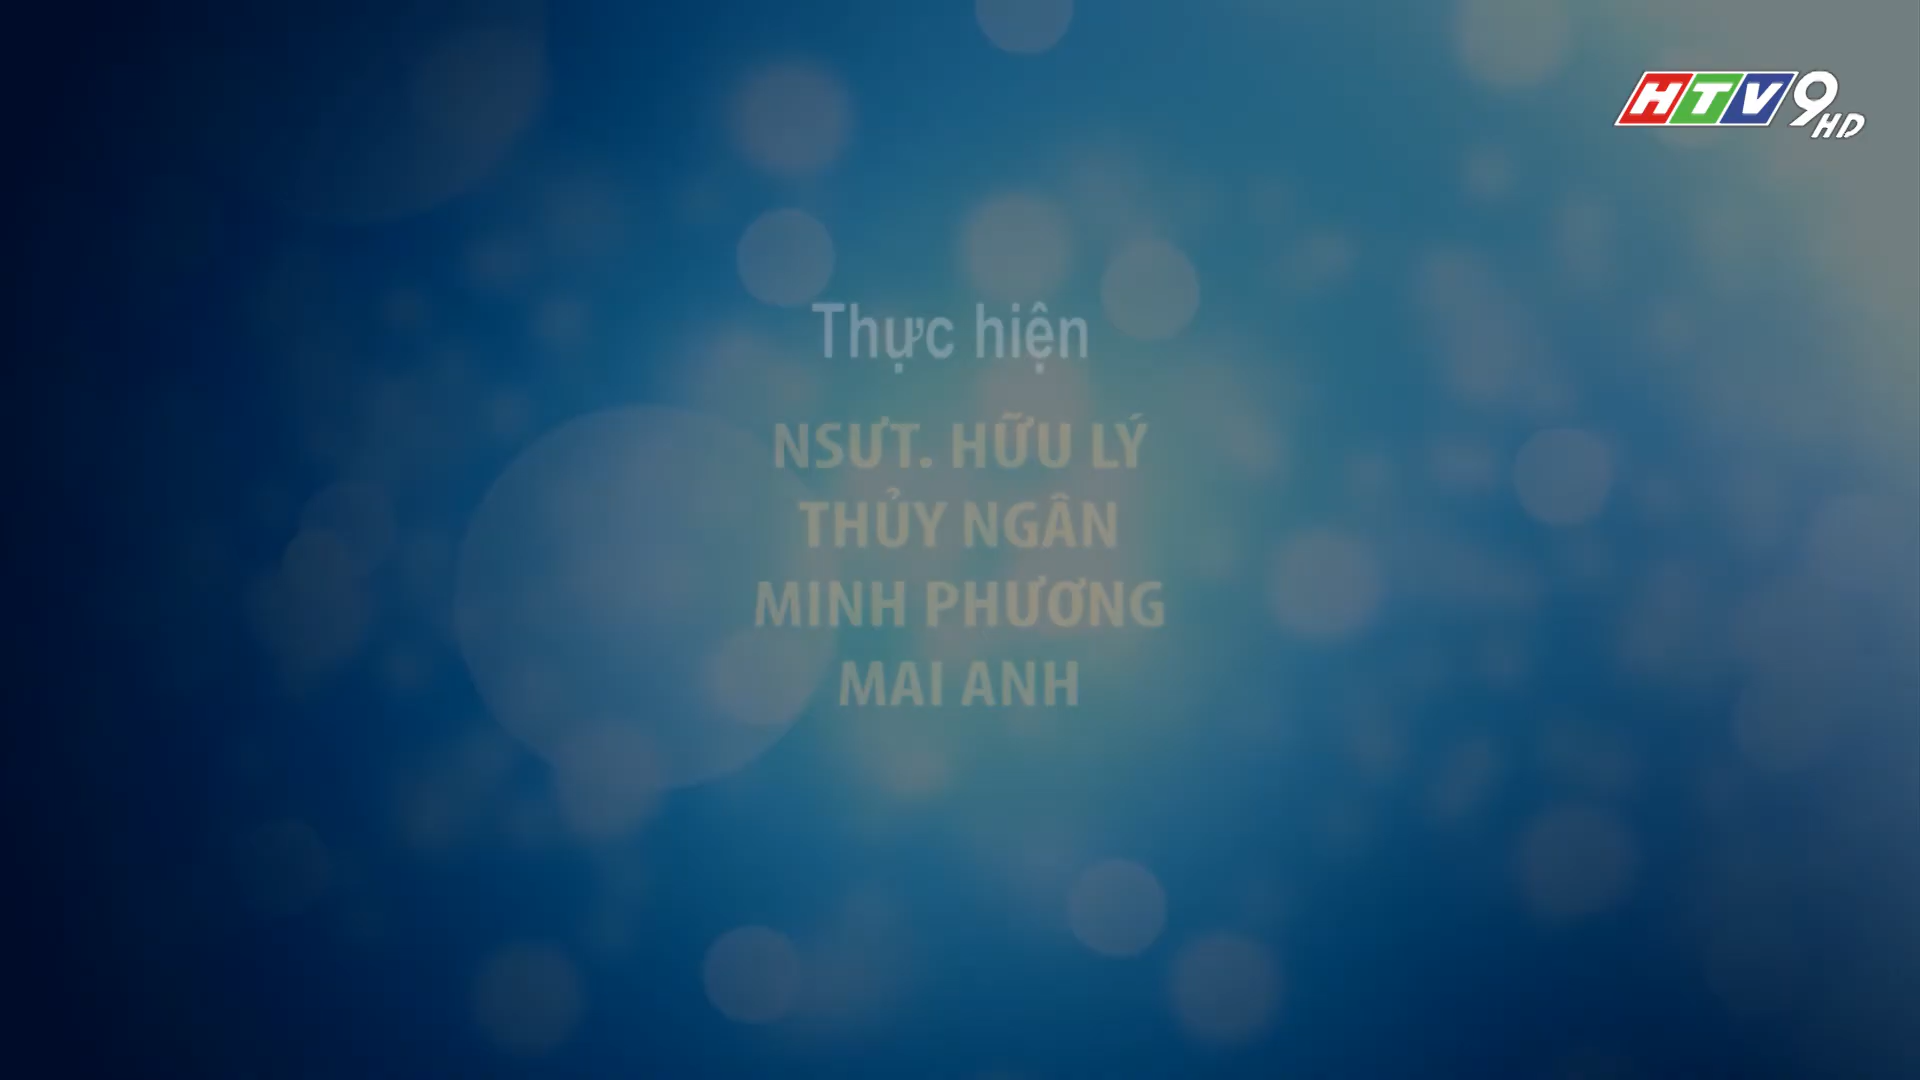 HTV9 HD
Thực hiện
NSƯT. HỮU LÝ
THỦY NGÂN
MINH PHƯƠNG
MAI ANH